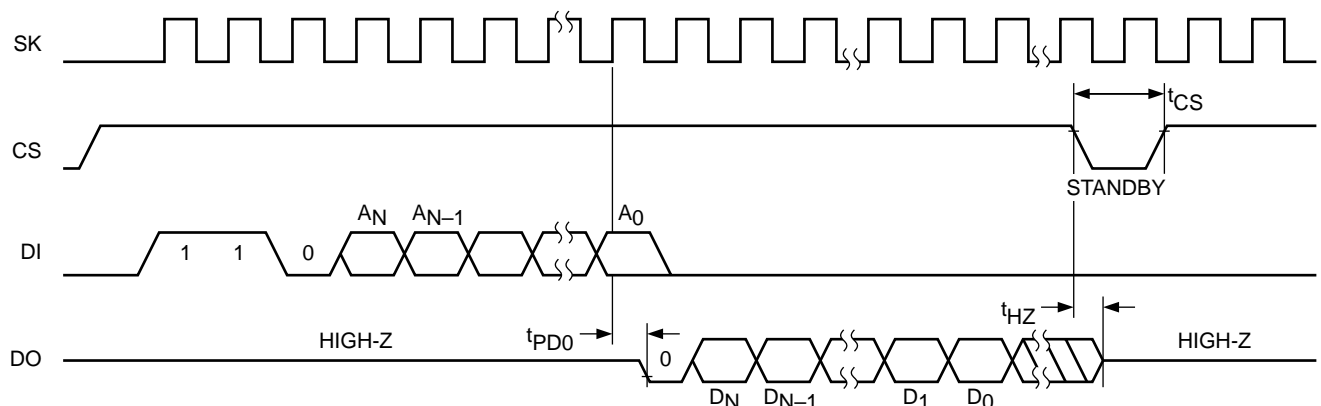 SK
t_CS
CS
STANDBY
A_N A_N–1 A_0
DI 1 1 0
t_PD0 t_HZ
HIGH-Z HIGH-Z
DO 0
D_N D_N–1 D_1 D_0